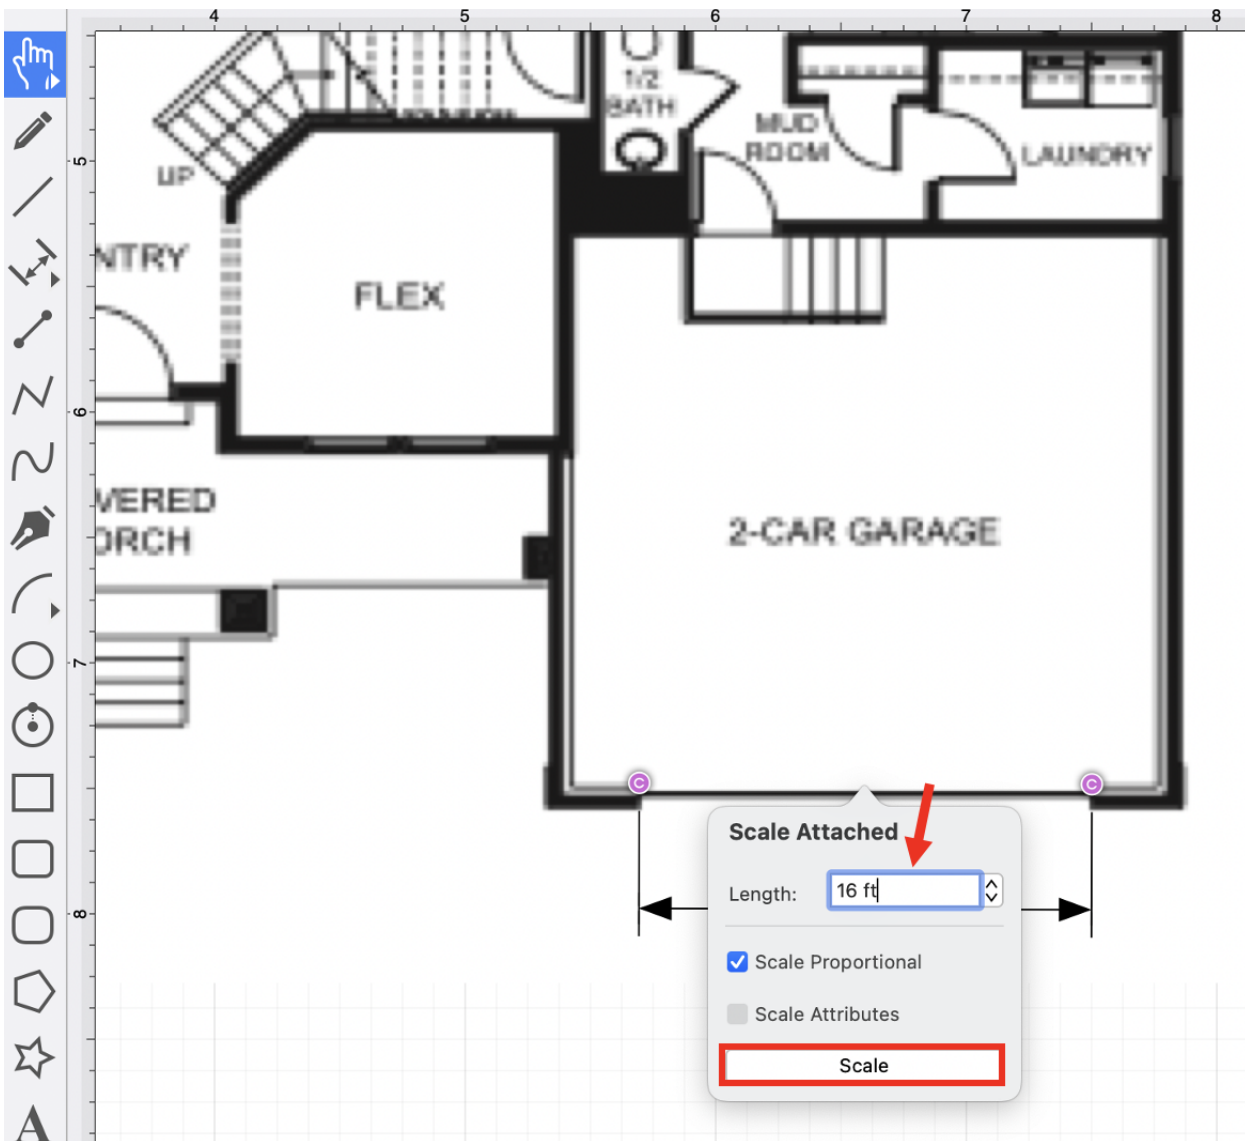 4 5 6 7 8
1/2
BATH
MUD
ROOM
LAUNDRY
5
UP
NTRY
FLEX
6
VERED
ORCH
2-CAR GARAGE
7
C C
Scale Attached
Length: 16 ft
8
Scale Proportional
Scale Attributes
Scale
A